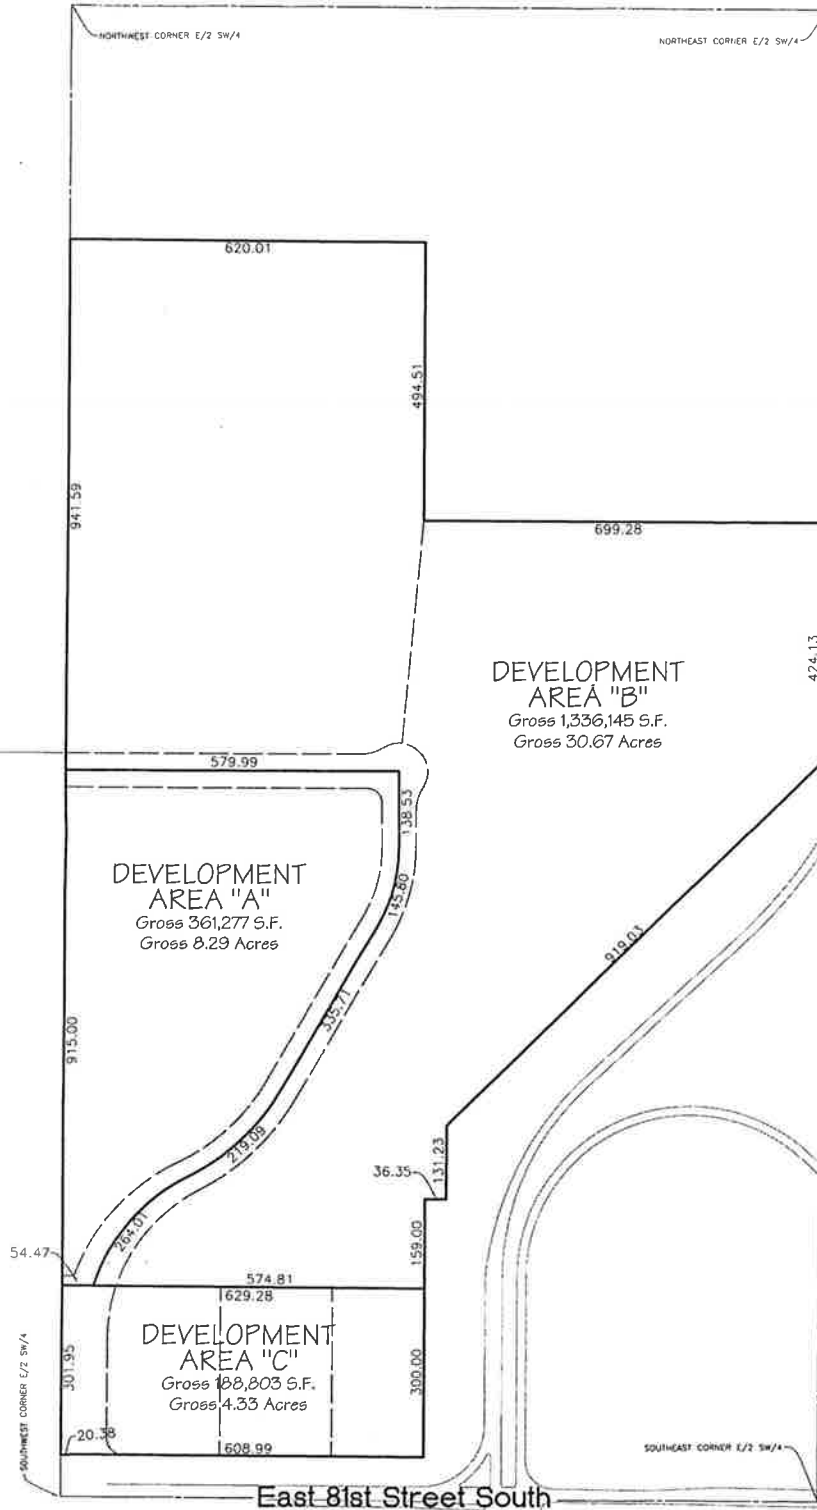 NORTHWEST CORNER E/2 SW/4
NORTHEAST CORNER E/2 SW/4
620.01
494.51
941.59
699.28
424.13
DEVELOPMENT
AREA "B"
Gross 1,336,145 S.F.
Gross 30.67 Acres
579.99
138.53
DEVELOPMENT
AREA "A"
Gross 361,277 S.F.
Gross 8.29 Acres
145.60
919.03
335.71
915.00
219.09
131.23
36.35
264.01
159.00
54.47
574.81
629.28
DEVELOPMENT
AREA "C"
Gross 188,803 S.F.
Gross 4.33 Acres
301.95
300.00
SOUTHWEST CORNER E/2 SW/4
20.38
608.99
SOUTHEAST CORNER E/2 SW/4
East 81st Street South